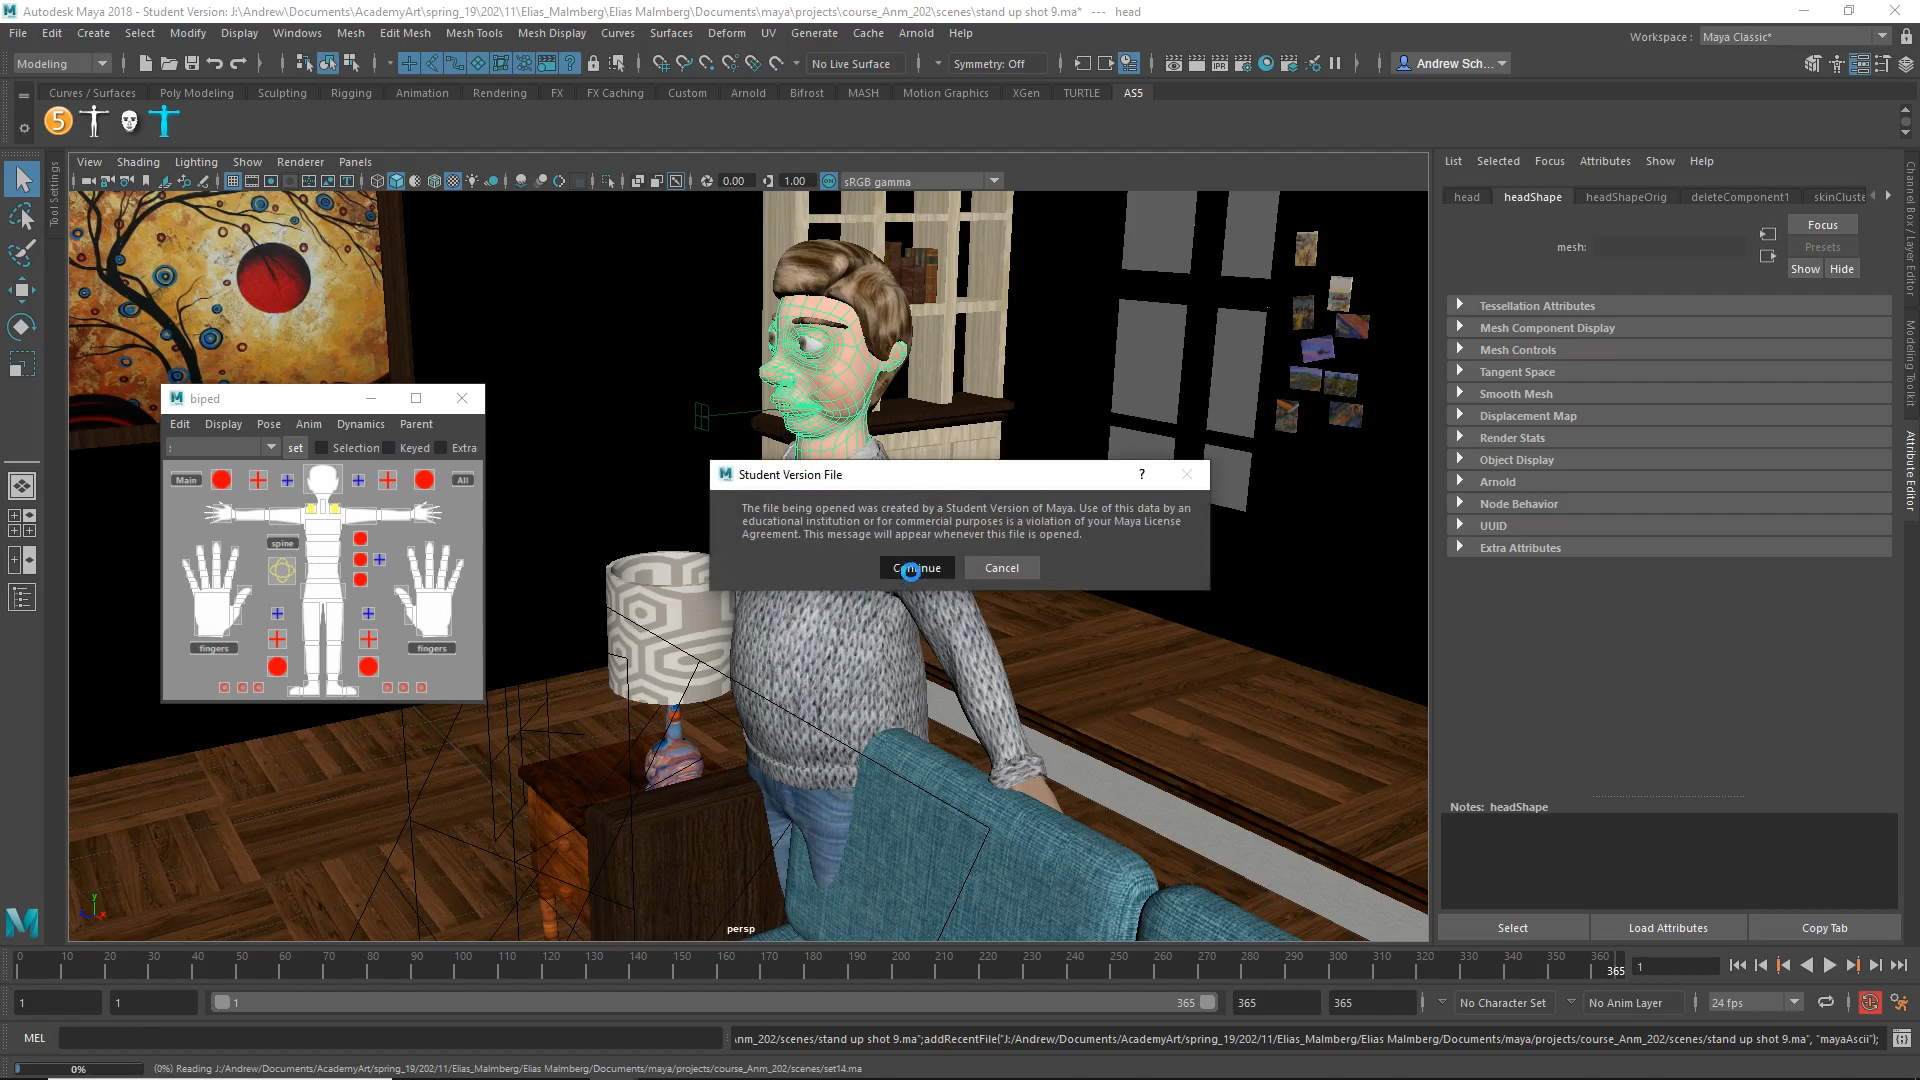 Autodesk Maya 2018 - Student Version: J:\Andrew\Documents\AcademyArt\spring_19\202\11\Elias_Malmberg\Elias Malmberg\Documents\maya\projects\course_Anm_202\scenes\stand up shot 9.ma* --- head
File Edit Create Select Modify Display Windows Mesh Edit Mesh Mesh Tools Mesh Display Curves Surfaces Deform UV Generate Cache Arnold Help
Workspace : Maya Classic*
Modeling No Live Surface Symmetry: Off Andrew Sch...
Curves / Surfaces Poly Modeling Sculpting Rigging Animation Rendering FX FX Caching Custom Arnold Bifrost MASH Motion Graphics XGen TURTLE AS5
5
View Shading Lighting Show Renderer Panels
0.00 1.00 ON sRGB gamma
Tool Settings
List Selected Focus Attributes Show Help
head headShape headShapeOrig deleteComponent1 skinCluste
Focus
mesh: Presets
Show Hide
Tessellation Attributes
Mesh Component Display
Mesh Controls
Tangent Space
Smooth Mesh
Displacement Map
Render Stats
Object Display
Arnold
Node Behavior
UUID
Extra Attributes
Channel Box / Layer Editor
Modeling Toolkit
Attribute Editor
biped
Edit Display Pose Anim Dynamics Parent
: set Selection Keyed Extra
Main All
spine
fingers fingers
Student Version File ?
The file being opened was created by a Student Version of Maya. Use of this data by an
educational institution or for commercial purposes is a violation of your Maya License
Agreement. This message will appear whenever this file is opened.
Continue Cancel
y
x
persp
Notes: headShape
Select Load Attributes Copy Tab
0 10 20 30 40 50 60 70 80 90 100 110 120 130 140 150 160 170 180 190 200 210 220 230 240 250 260 270 280 290 300 310 320 330 340 350 360
365 1
1 1 1 365 365 365 No Character Set No Anim Layer 24 fps
MEL ınm_202/scenes/stand up shot 9.ma";addRecentFile("J:/Andrew/Documents/AcademyArt/spring_19/202/11/Elias_Malmberg/Elias Malmberg/Documents/maya/projects/course_Anm_202/scenes/stand up shot 9.ma", "mayaAscii");
0% (0%) Reading J:/Andrew/Documents/AcademyArt/spring_19/202/11/Elias_Malmberg/Elias Malmberg/Documents/maya/projects/course_Anm_202/scenes/set14.ma